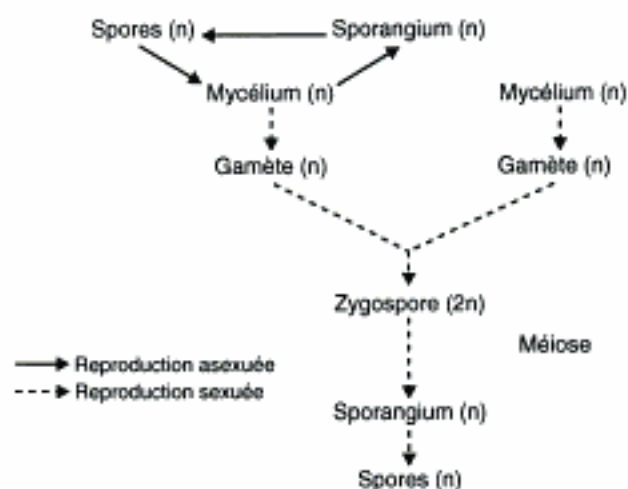 Spores (n) Sporangium (n)
Mycélium (n) Mycélium (n)
Gamète (n) Gamète (n)
Zygospore (2n)
Méiose
Reproduction asexuée
Reproduction sexuée
Sporangium (n)
Spores (n)